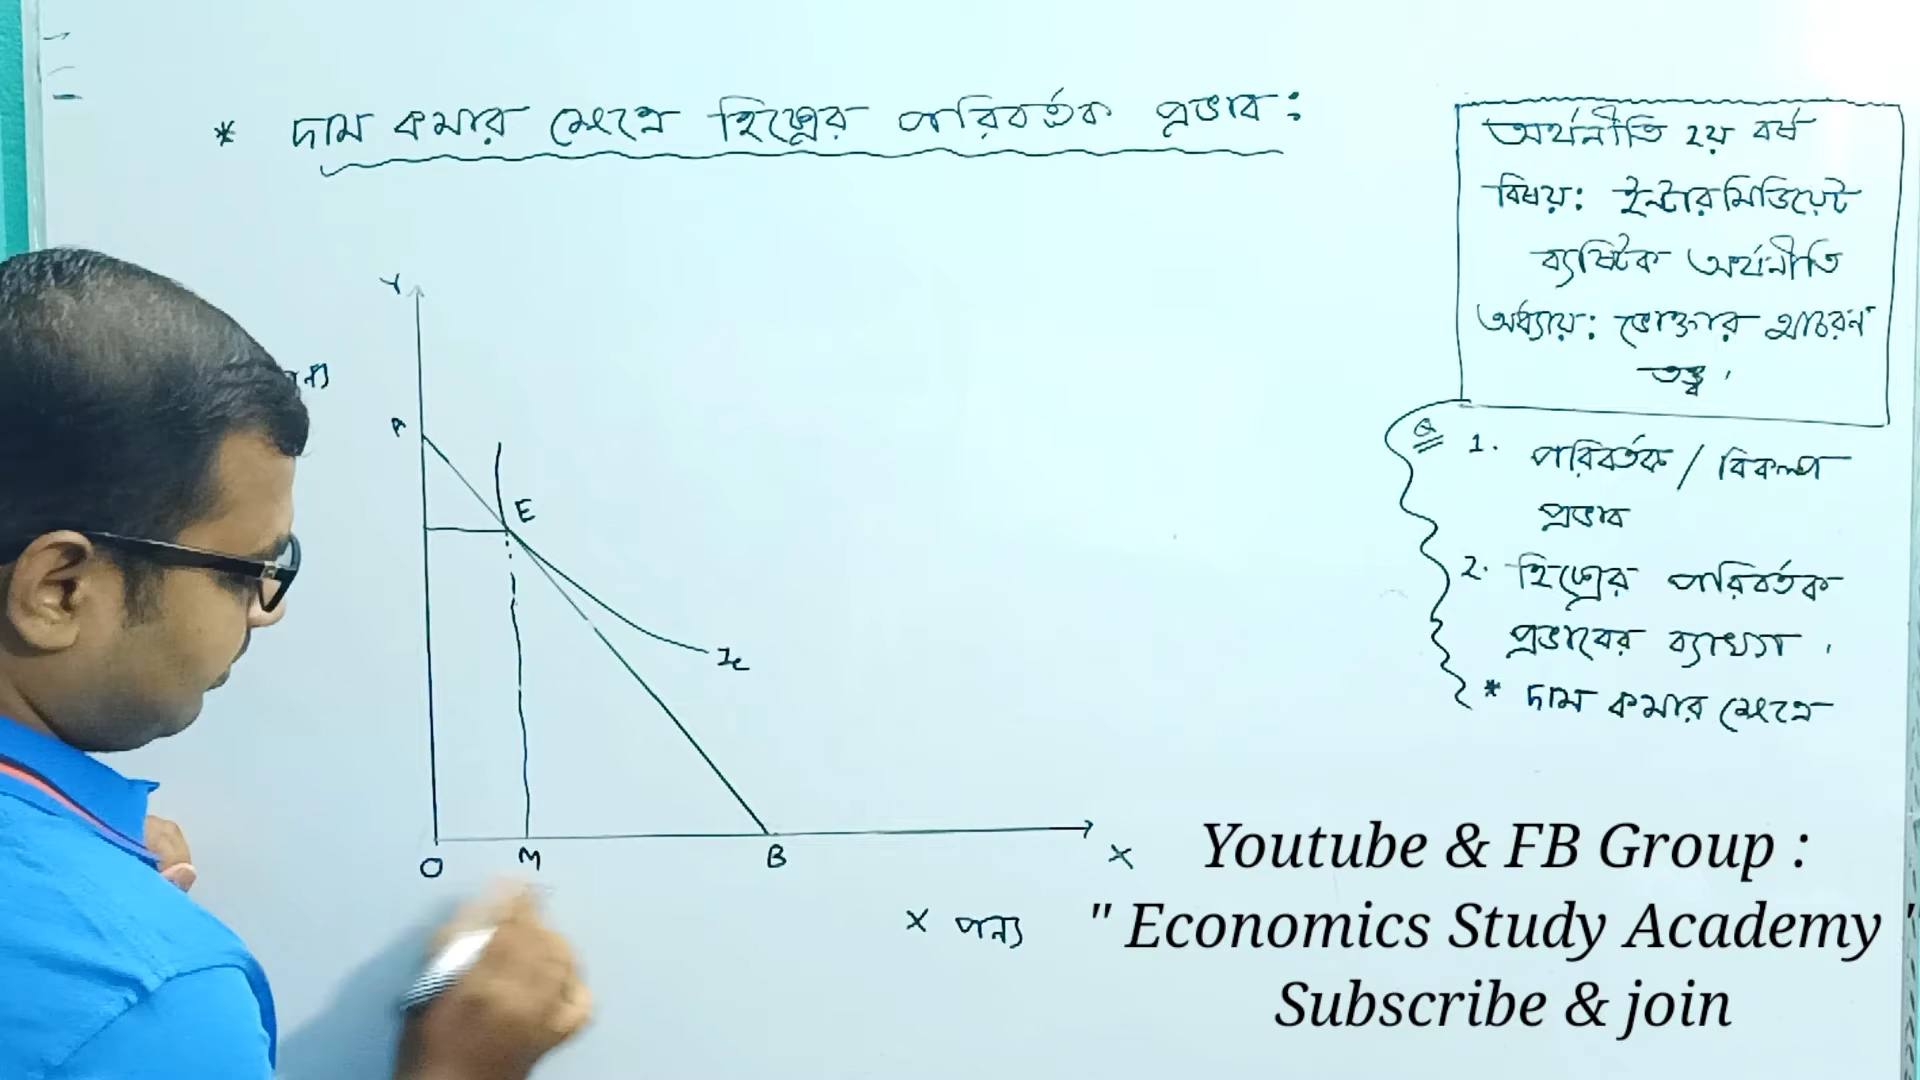 * দাম কমার ক্ষেত্রে হিক্সের পরিবর্তক প্রভাব :
অর্থনীতি ২য় বর্ষ
বিষয় : ইন্টারমিডিয়েট
ব্যষ্টিক অর্থনীতি
অধ্যায় : ভোক্তার আচরণ
তত্ত্ব ।
Q 1. পরিবর্তক / বিকল্প
প্রভাব
2. হিক্সের পরিবর্তক
প্রভাবের ব্যাখ্যা ।
* দাম কমার ক্ষেত্রে
Y
A
E
Ic
O M B X
X পন্য
Youtube & FB Group :
" Economics Study Academy "
Subscribe & join